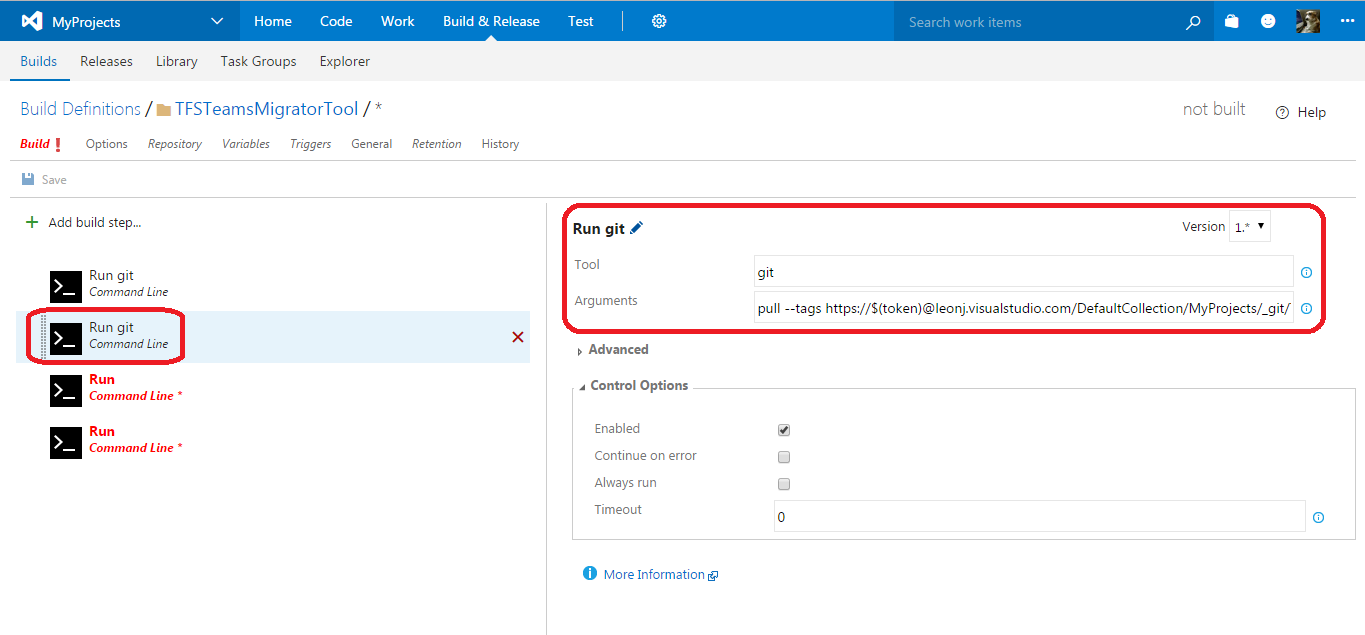 MyProjects Home Code Work Build & Release Test Search work items
Builds Releases Library Task Groups Explorer
Build Definitions / TFSTeamsMigratorTool / * not built Help
Build ! Options Repository Variables Triggers General Retention History
Save
+ Add build step...
Run git
Command Line
Run git
Command Line
Run
Command Line *
Run
Command Line *
Run git Version 1.*
Tool git
Arguments pull --tags https://$(token)@leonj.visualstudio.com/DefaultCollection/MyProjects/_git/
Advanced
Control Options
Enabled
Continue on error
Always run
Timeout 0
More Information